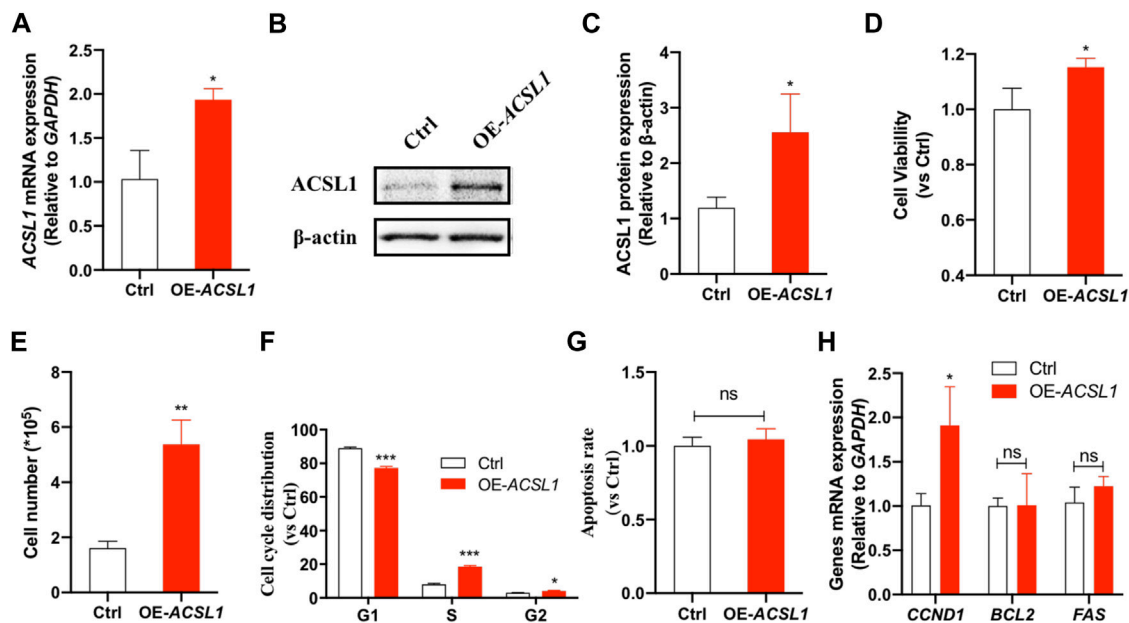 A
ACSL1 mRNA expression
(Relative to GAPDH)
2.5
2.0
1.5
1.0
0.5
0.0
*
Ctrl
OE-ACSL1
B
Ctrl
OE-ACSL1
ACSL1
β-actin
C
ACSL1 protein expression
(Relative to β-actin)
4
3
2
1
0
*
Ctrl
OE-ACSL1
D
Cell Viabillity
(vs Ctrl)
1.2
1.0
0.8
0.6
0.4
*
Ctrl
OE-ACSL1
E
Cell number (*10⁵)
8
6
4
2
0
**
Ctrl
OE-ACSL1
F
Cell cycle distribution
(vs Ctrl)
100
80
60
40
20
0
***
***
*
Ctrl
OE-ACSL1
G1
S
G2
G
Apoptosis rate
(vs Ctrl)
1.5
1.0
0.5
0.0
ns
Ctrl
OE-ACSL1
H
Genes mRNA expression
(Relative to GAPDH)
2.5
2.0
1.5
1.0
0.5
0.0
Ctrl
OE-ACSL1
*
ns
ns
CCND1
BCL2
FAS